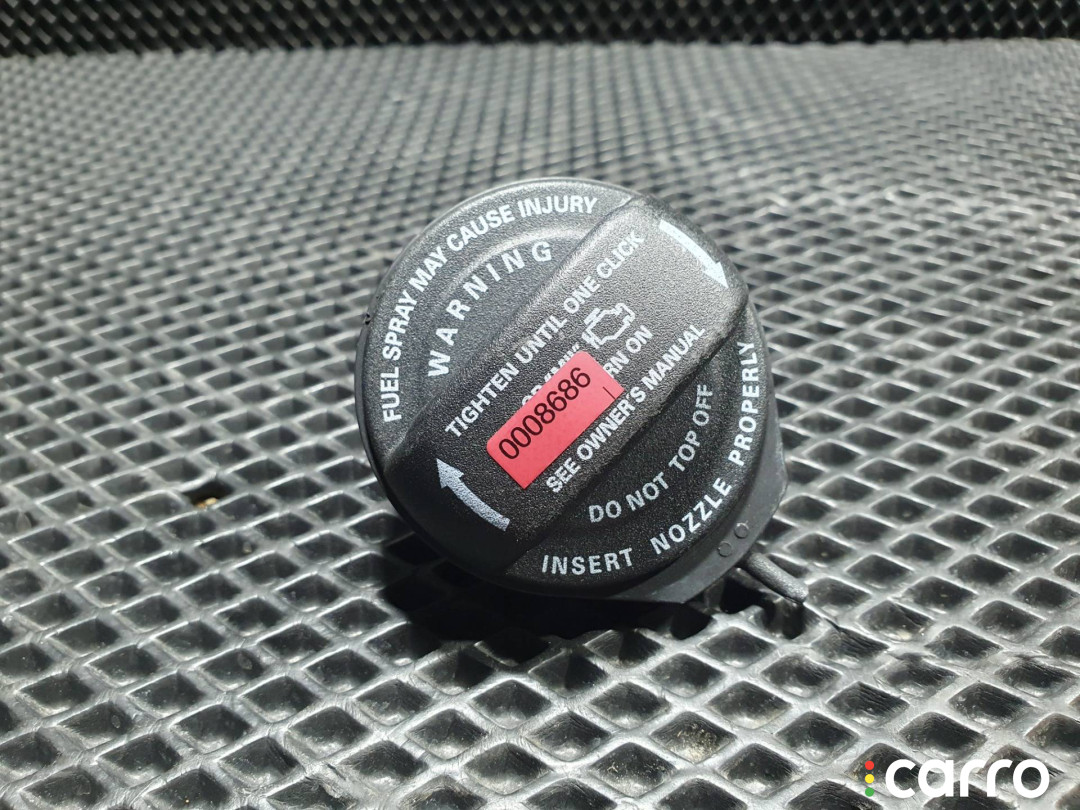 FUEL SPRAY MAY CAUSE INJURY
WARNING
TIGHTEN UNTIL ONE CLICK
0008686
ON
SEE OWNER'S MANUAL
DO NOT TOP OFF
INSERT NOZZLE PROPERLY
carro